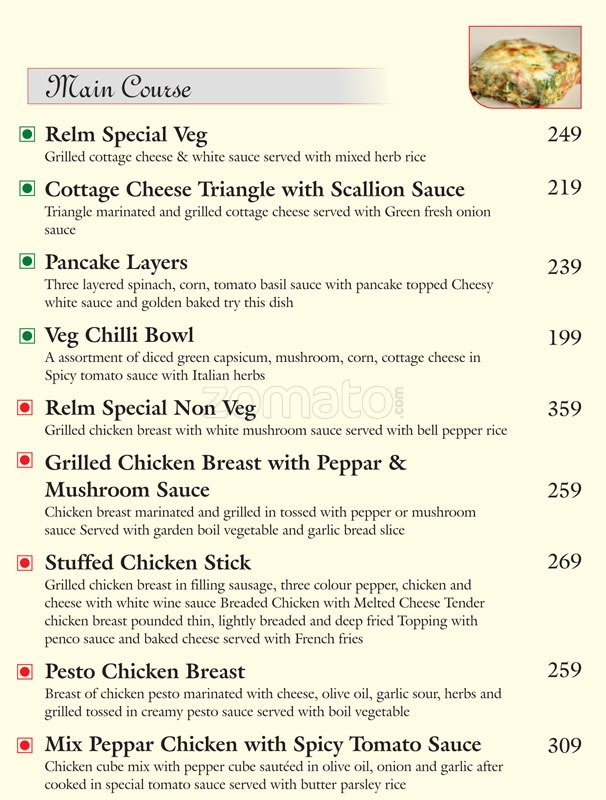 Main Course
Relm Special Veg 249
Grilled cottage cheese & white sauce served with mixed herb rice
Cottage Cheese Triangle with Scallion Sauce 219
Triangle marinated and grilled cottage cheese served with Green fresh onion
sauce
Pancake Layers 239
Three layered spinach, corn, tomato basil sauce with pancake topped Cheesy
white sauce and golden baked try this dish
Veg Chilli Bowl 199
A assortment of diced green capsicum, mushroom, corn, cottage cheese in
Spicy tomato sauce with Italian herbs
zomato.com
Relm Special Non Veg 359
Grilled chicken breast with white mushroom sauce served with bell pepper rice
Grilled Chicken Breast with Peppar &
Mushroom Sauce 259
Chicken breast marinated and grilled in tossed with pepper or mushroom
sauce Served with garden boil vegetable and garlic bread slice
Stuffed Chicken Stick 269
Grilled chicken breast in filling sausage, three colour pepper, chicken and
cheese with white wine sauce Breaded Chicken with Melted Cheese Tender
chicken breast pounded thin, lightly breaded and deep fried Topping with
penco sauce and baked cheese served with French fries
Pesto Chicken Breast 259
Breast of chicken pesto marinated with cheese, olive oil, garlic sour, herbs and
grilled tossed in creamy pesto sauce served with boil vegetable
Mix Peppar Chicken with Spicy Tomato Sauce 309
Chicken cube mix with pepper cube sautéed in olive oil, onion and garlic after
cooked in special tomato sauce served with butter parsley rice